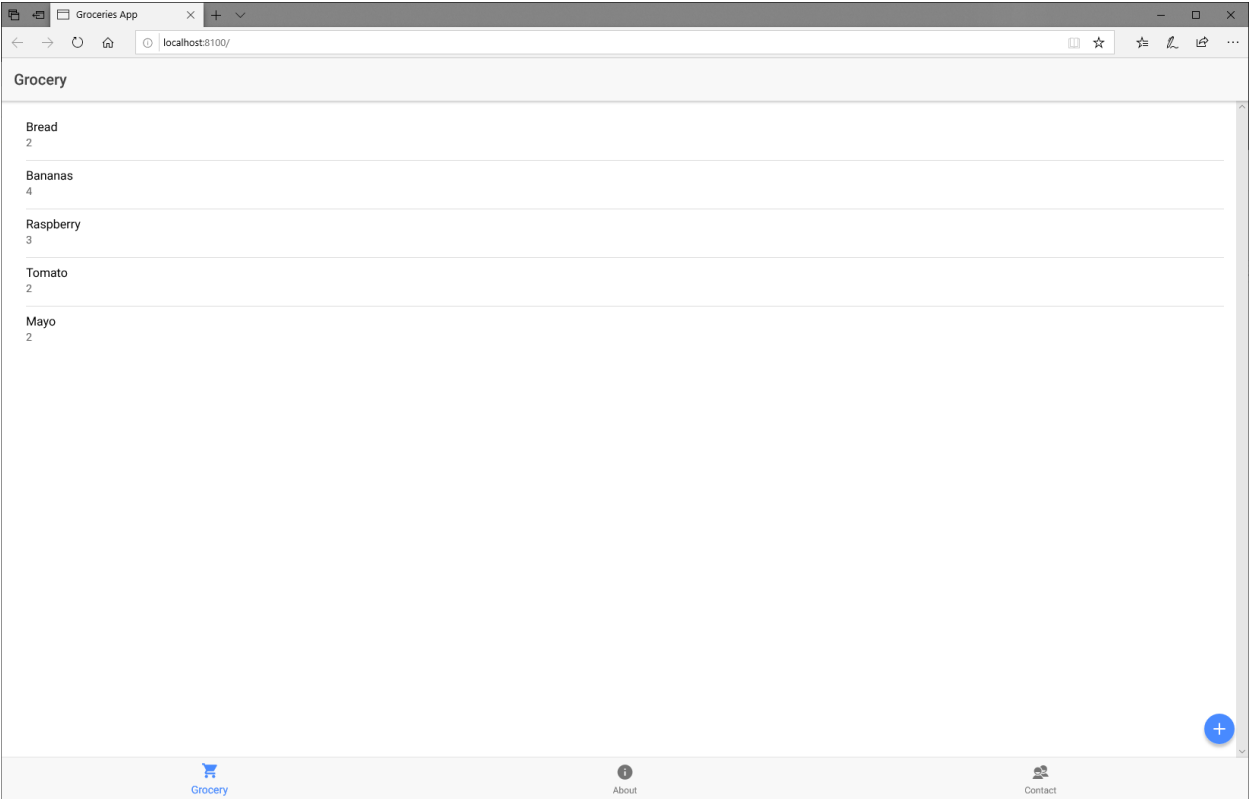 Groceries App
localhost:8100/
Grocery
Bread
2
Bananas
4
Raspberry
3
Tomato
2
Mayo
2
Grocery
About
Contact